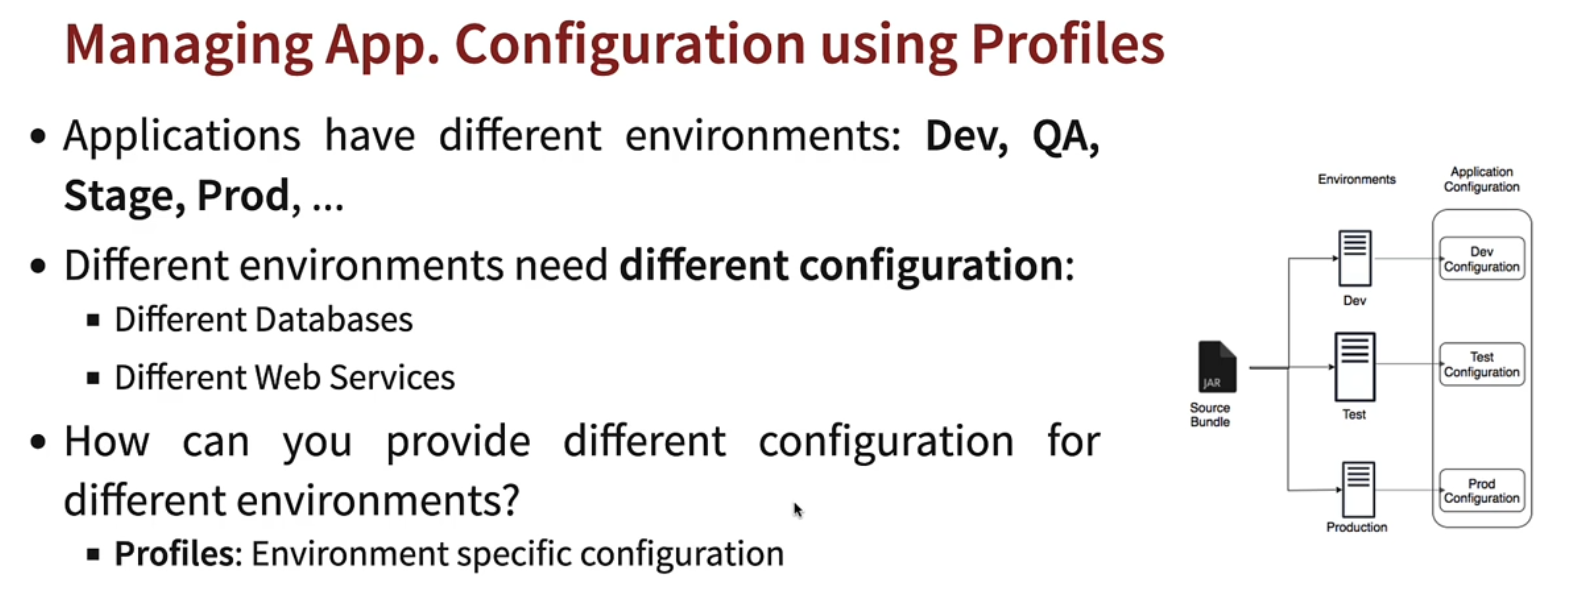 Managing App. Configuration using Profiles
• Applications have different environments: Dev, QA,
Stage, Prod, ...
• Different environments need different configuration:
▪ Different Databases
▪ Different Web Services
• How can you provide different configuration for
different environments?
▪ Profiles: Environment specific configuration
Environments
Application
Configuration
Dev
Dev
Configuration
JAR
Source
Bundle
Test
Test
Configuration
Production
Prod
Configuration